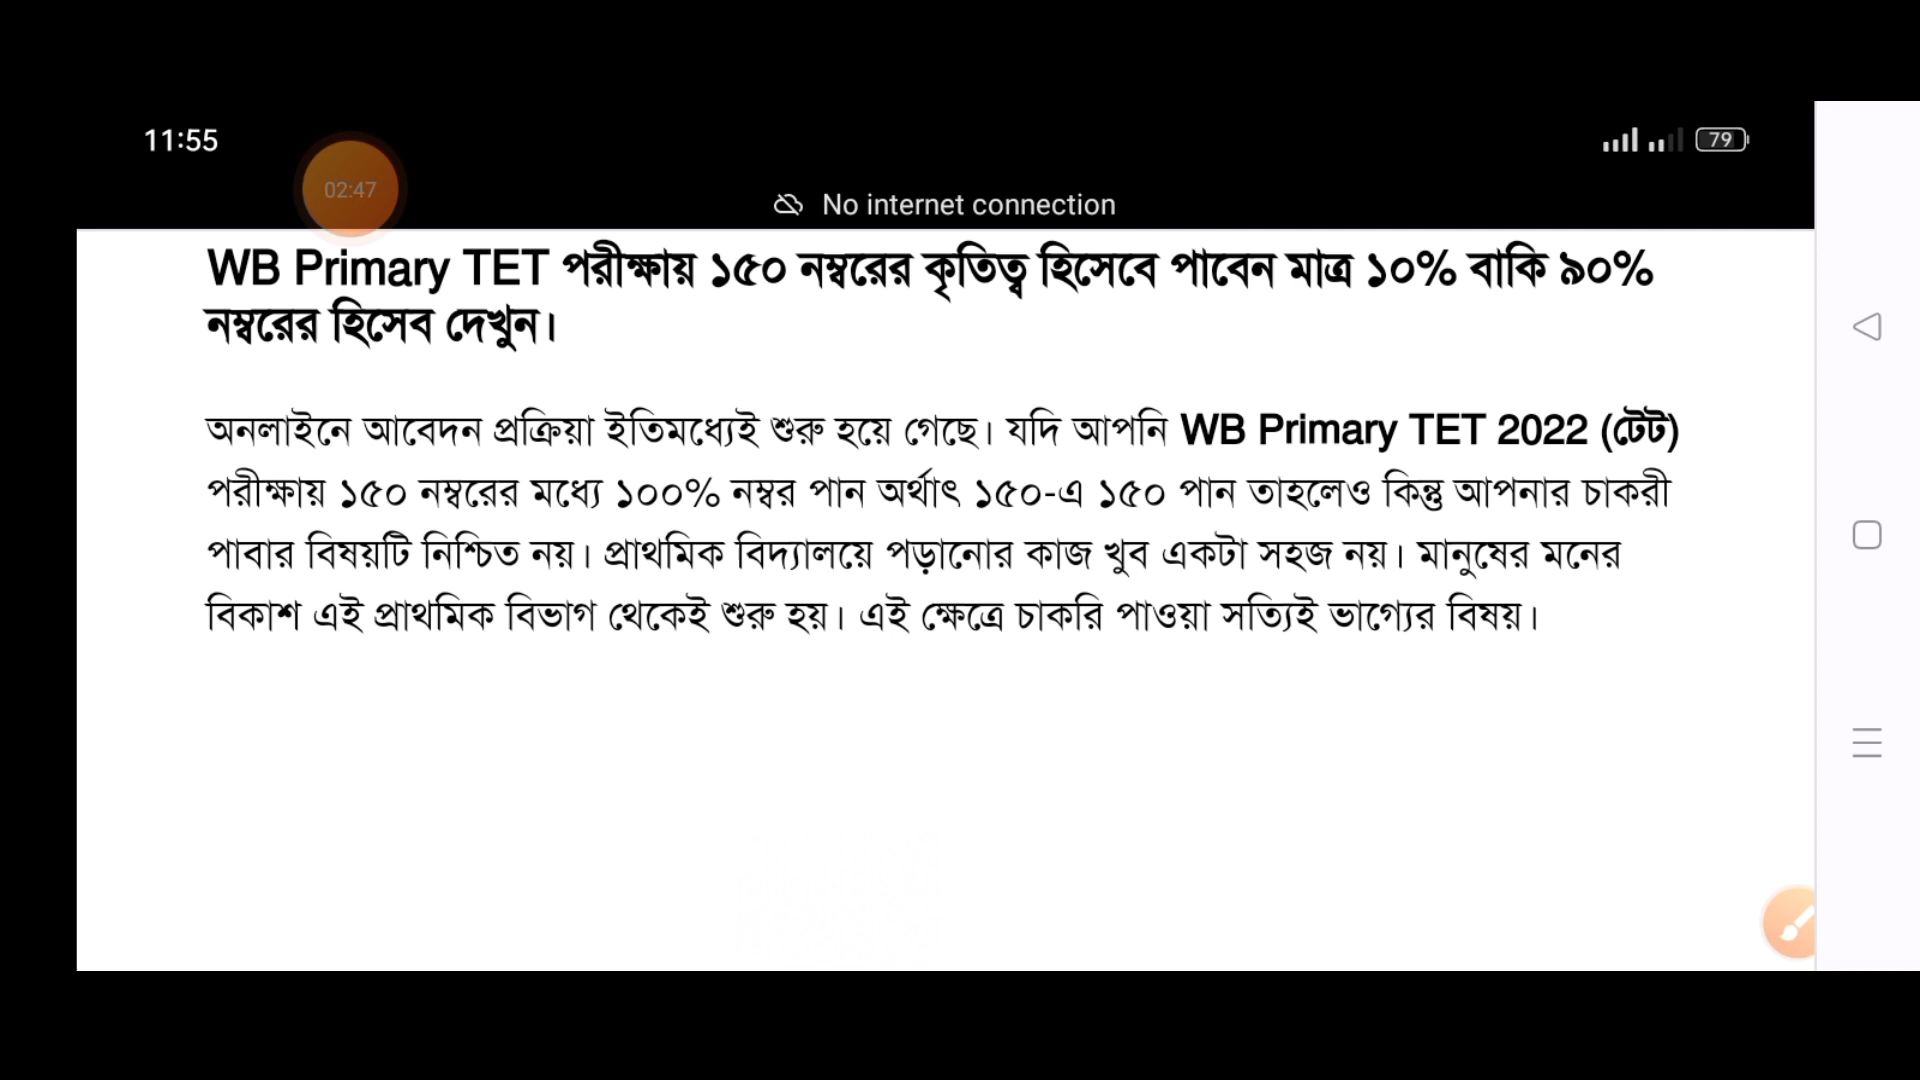 11:55
79
02:47
No internet connection
WB Primary TET পরীক্ষায় ১৫০ নম্বরের কৃতিত্ব হিসেবে পাবেন মাত্র ১০% বাকি ৯০%
নম্বরের হিসেব দেখুন।
অনলাইনে আবেদন প্রক্রিয়া ইতিমধ্যেই শুরু হয়ে গেছে। যদি আপনি WB Primary TET 2022 (টেট)
পরীক্ষায় ১৫০ নম্বরের মধ্যে ১০০% নম্বর পান অর্থাৎ ১৫০-এ ১৫০ পান তাহলেও কিন্তু আপনার চাকরী
পাবার বিষয়টি নিশ্চিত নয়। প্রাথমিক বিদ্যালয়ে পড়ানোর কাজ খুব একটা সহজ নয়। মানুষের মনের
বিকাশ এই প্রাথমিক বিভাগ থেকেই শুরু হয়। এই ক্ষেত্রে চাকরি পাওয়া সত্যিই ভাগ্যের বিষয়।